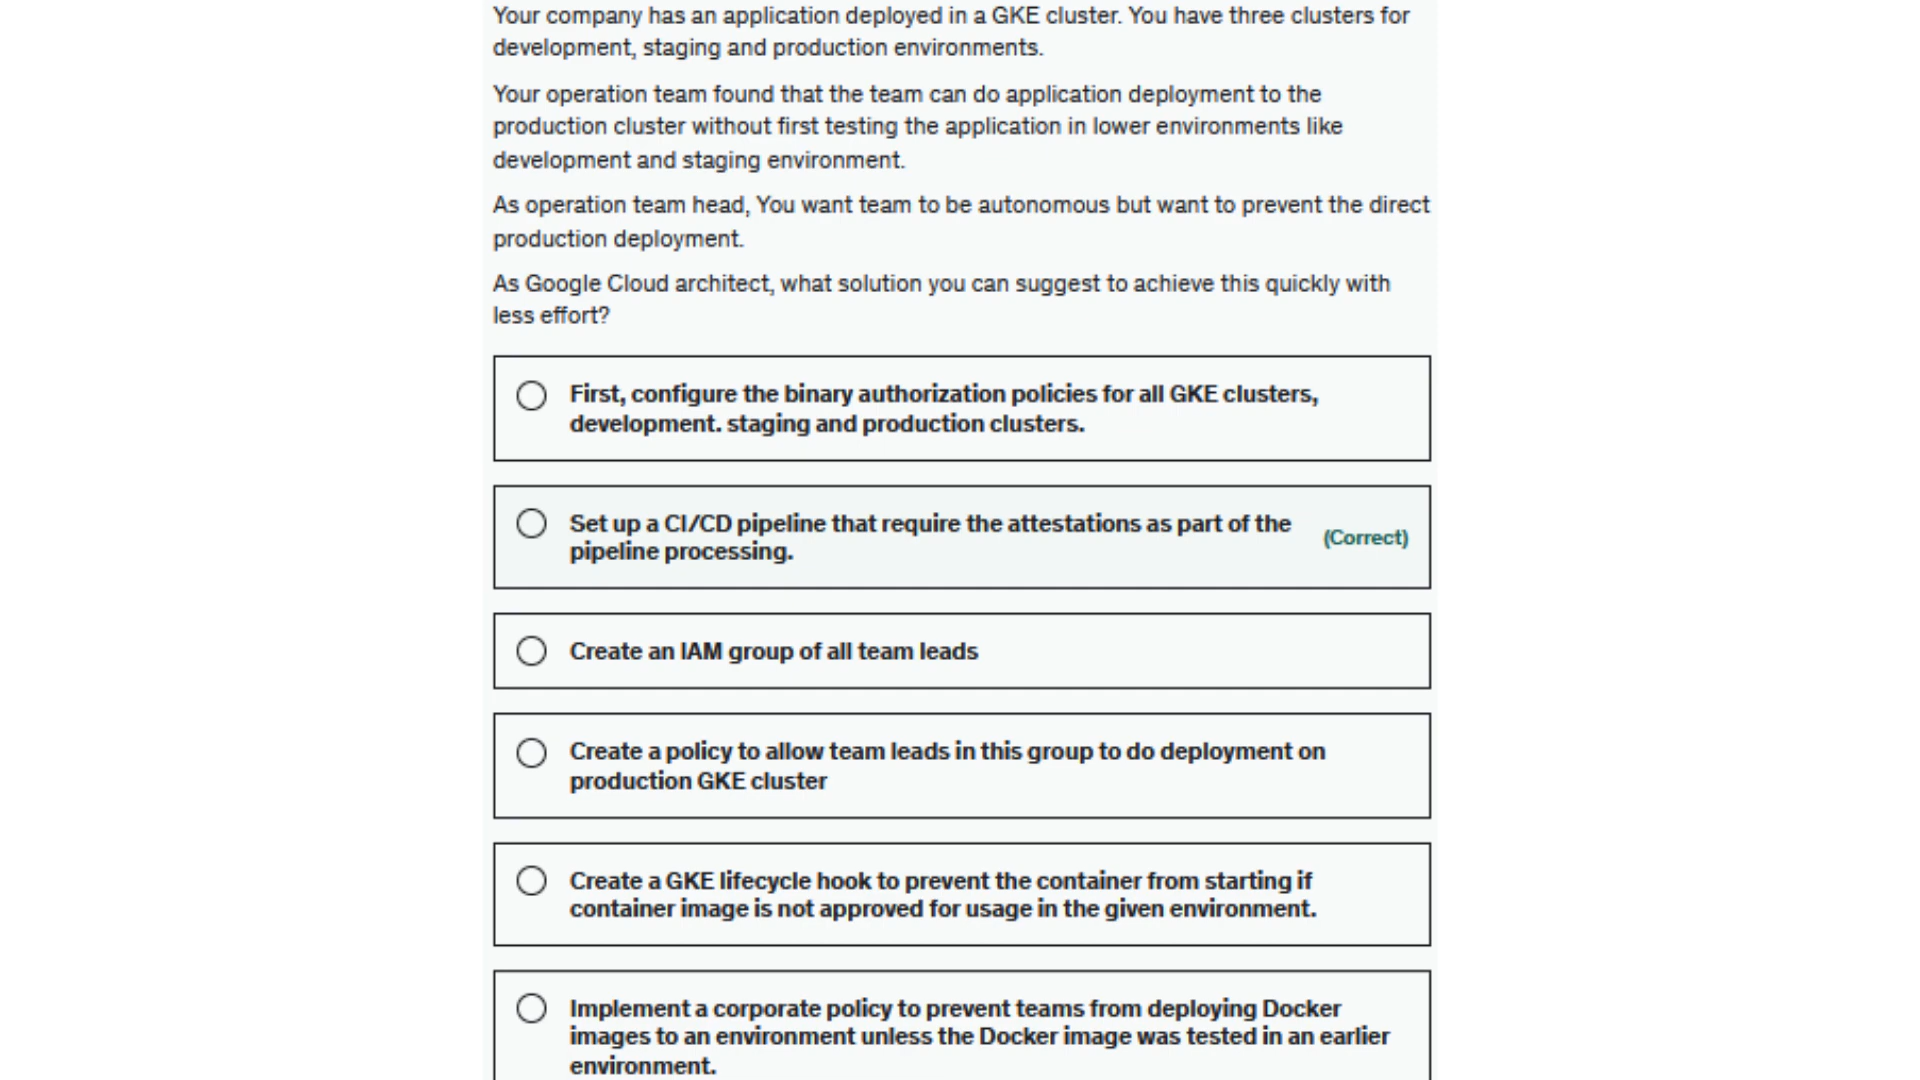 Your company has an application deployed in a GKE cluster. You have three clusters for
development, staging and production environments.
Your operation team found that the team can do application deployment to the
production cluster without first testing the application in lower environments like
development and staging environment.
As operation team head, You want team to be autonomous but want to prevent the direct
production deployment.
As Google Cloud architect, what solution you can suggest to achieve this quickly with
less effort?
First, configure the binary authorization policies for all GKE clusters,
development. staging and production clusters.
Set up a CI/CD pipeline that require the attestations as part of the
pipeline processing.
(Correct)
Create an IAM group of all team leads
Create a policy to allow team leads in this group to do deployment on
production GKE cluster
Create a GKE lifecycle hook to prevent the container from starting if
container image is not approved for usage in the given environment.
Implement a corporate policy to prevent teams from deploying Docker
images to an environment unless the Docker image was tested in an earlier
environment.